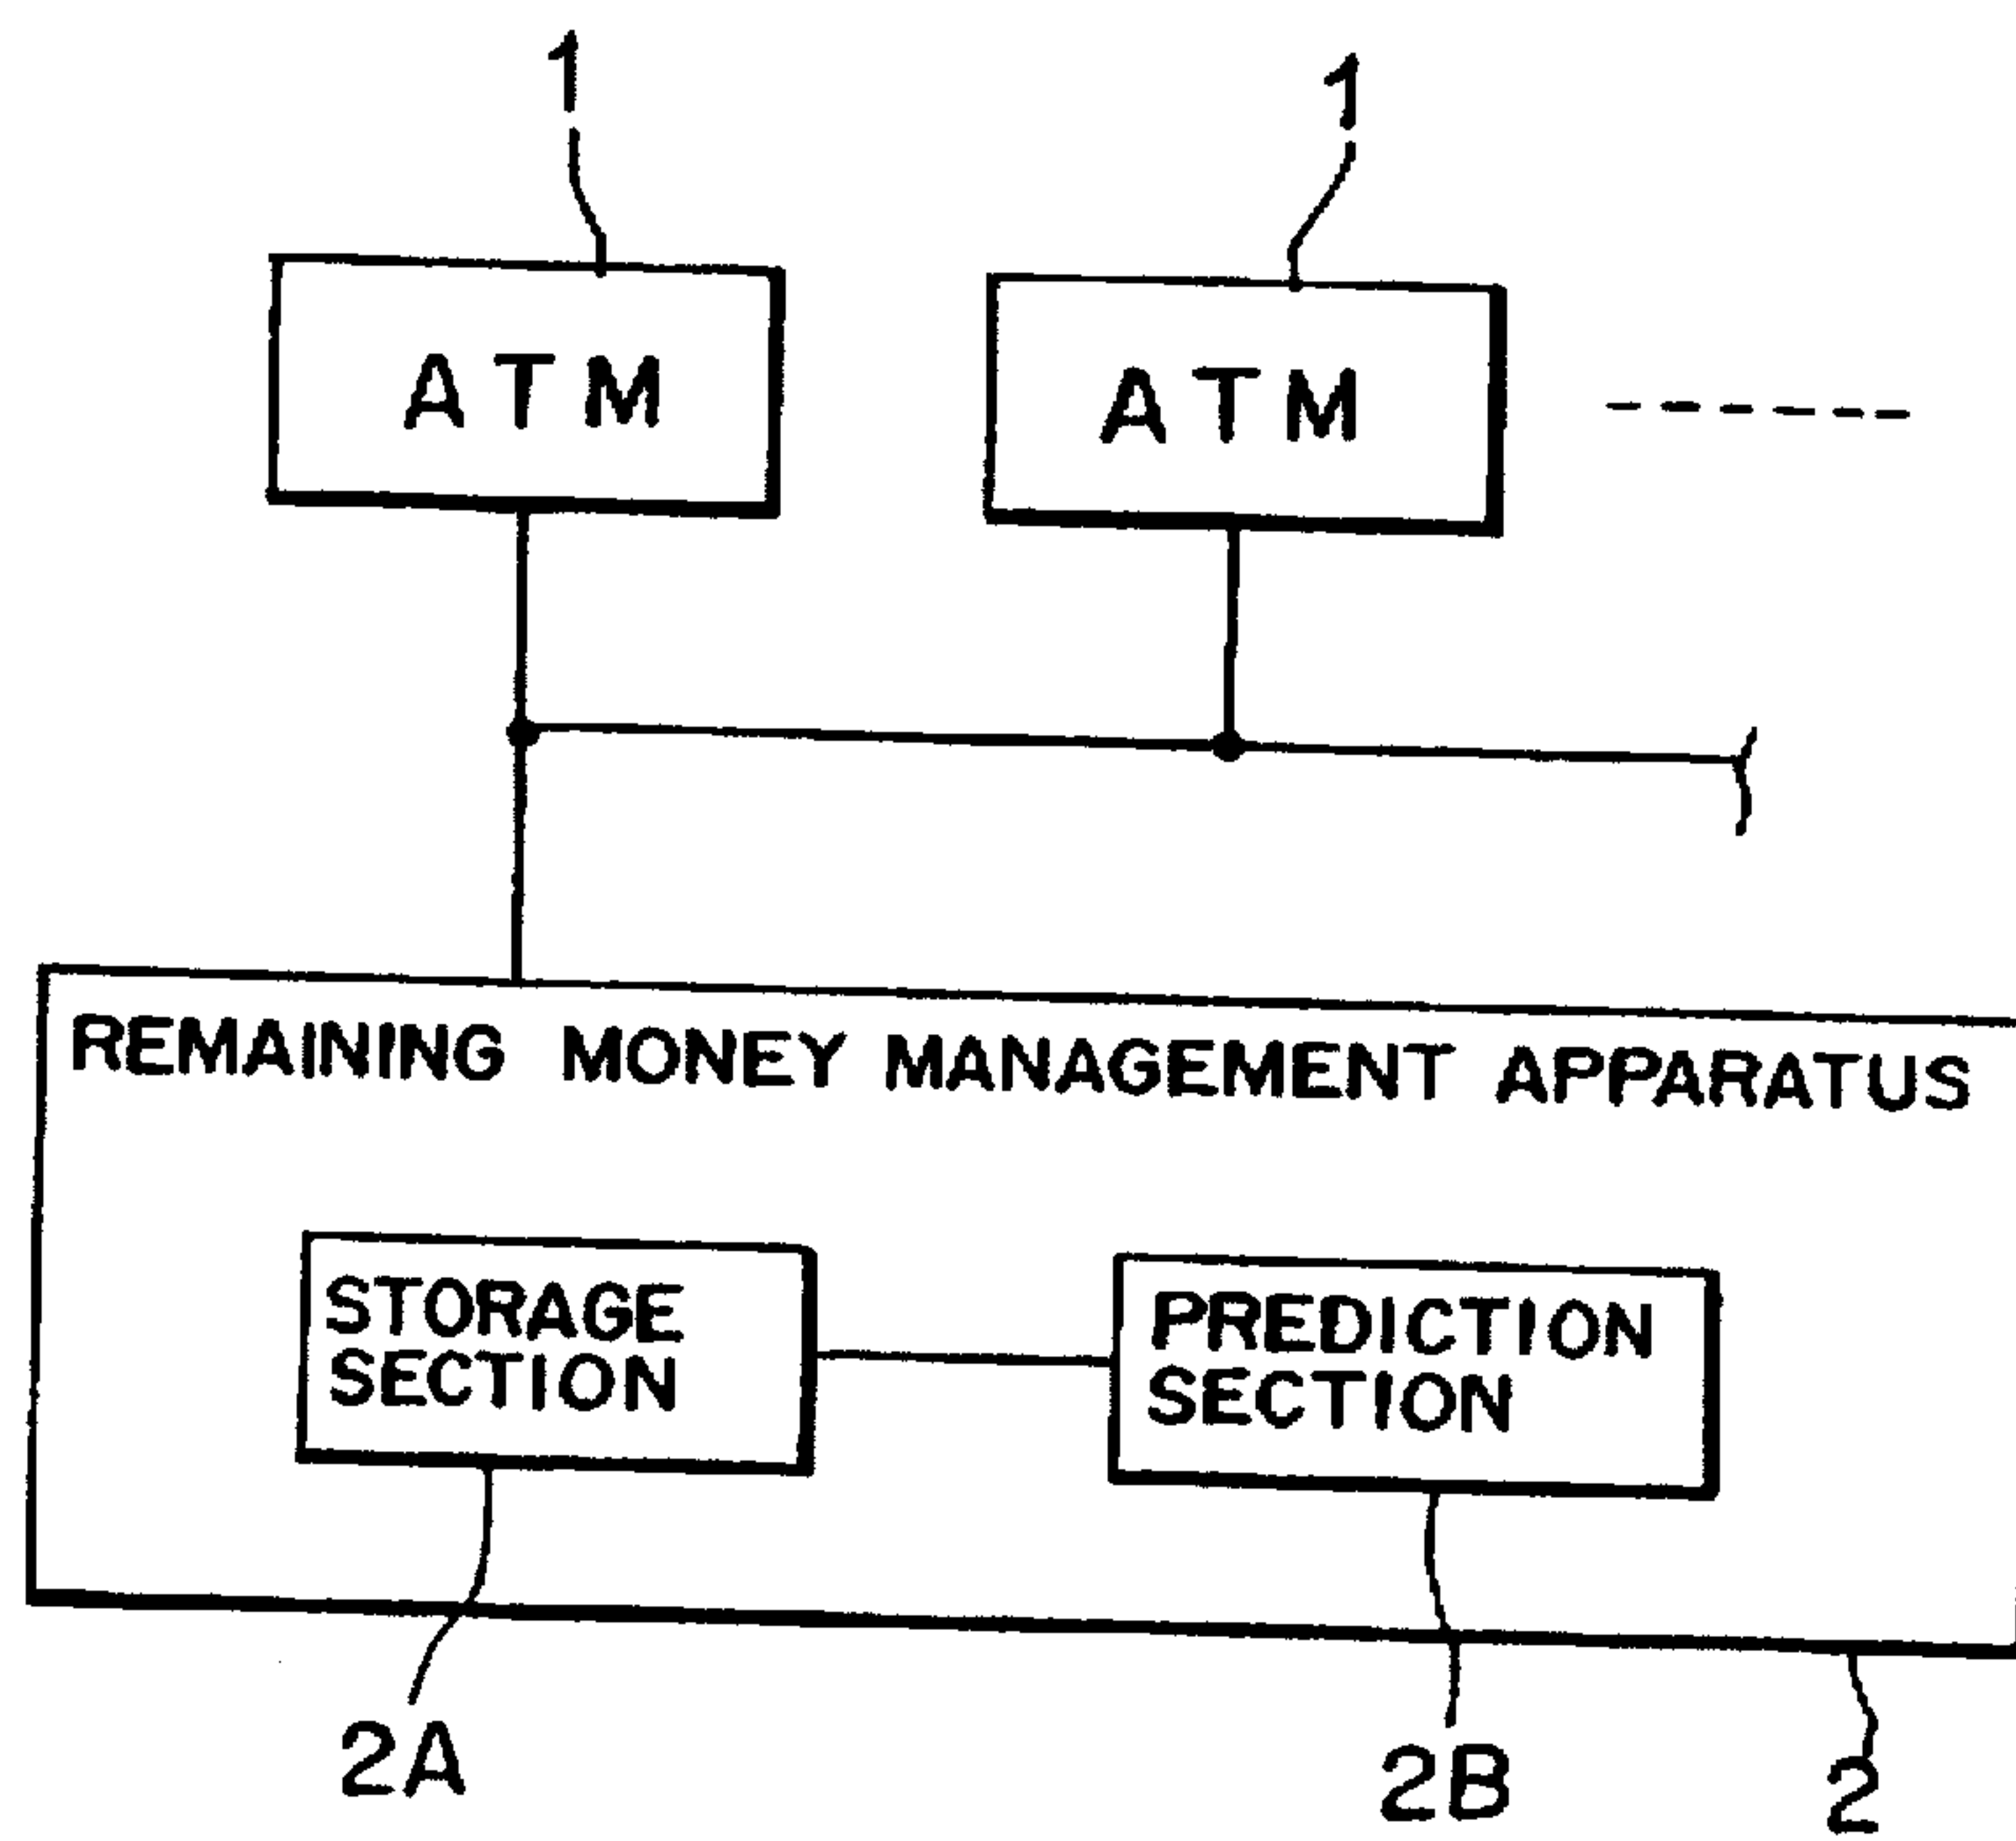 1 1
ATM ATM
REMAINING MONEY MANAGEMENT APPARATUS
STORAGE
SECTION
PREDICTION
SECTION
2A 2B 2